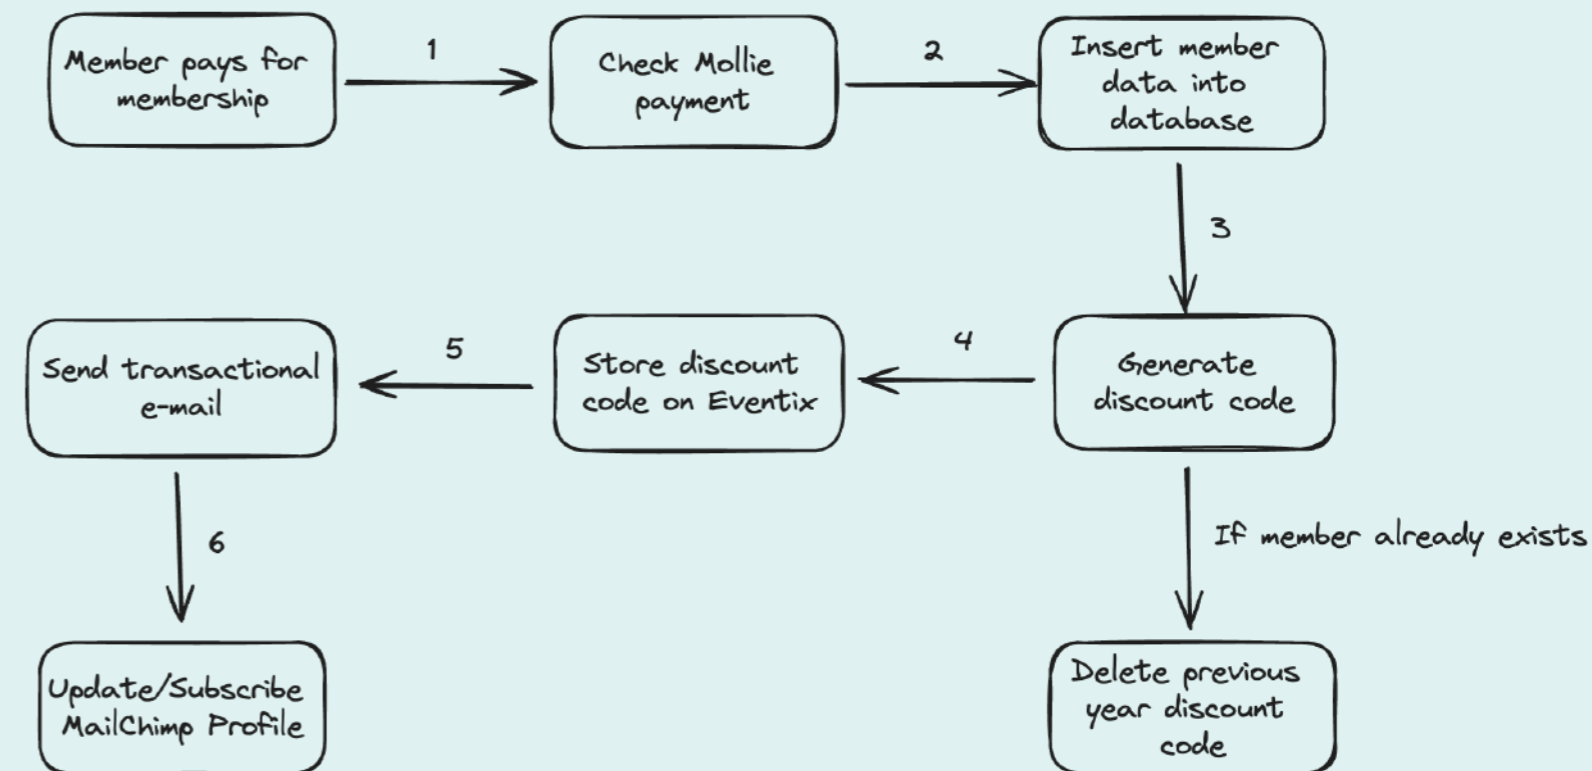 Member pays for
membership
1
Check Mollie
payment
2
Insert member
data into
database
3
Generate
discount code
4
Store discount
code on Eventix
5
Send transactional
e-mail
6
Update/Subscribe
MailChimp Profile
If member already exists
Delete previous
year discount
code